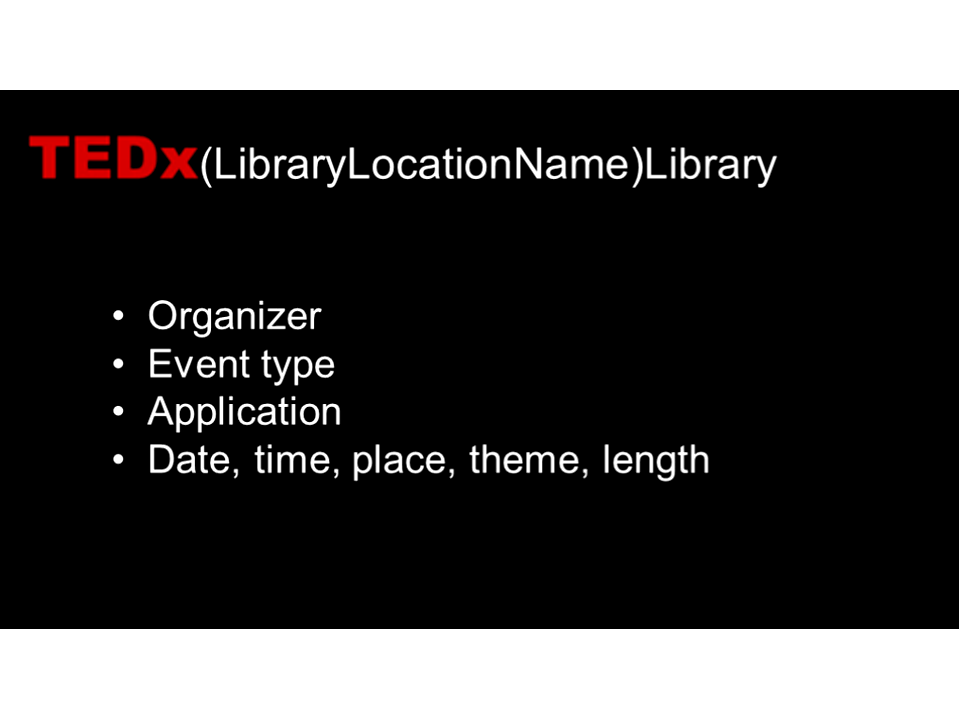 TEDx(LibraryLocationName)Library
• Organizer
• Event type
• Application
• Date, time, place, theme, length